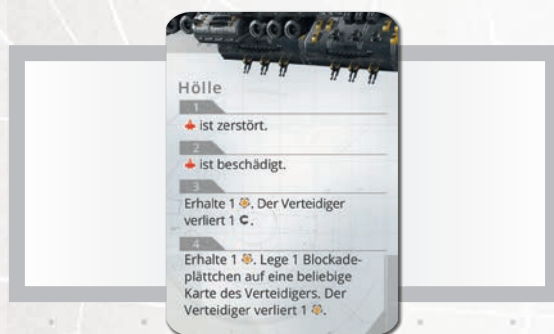 Hölle
1
ist zerstört.
2
ist beschädigt.
3
Erhalte 1 . Der Verteidiger
verliert 1 .
4
Erhalte 1 . Lege 1 Blockade-
plättchen auf eine beliebige
Karte des Verteidigers. Der
Verteidiger verliert 1 .